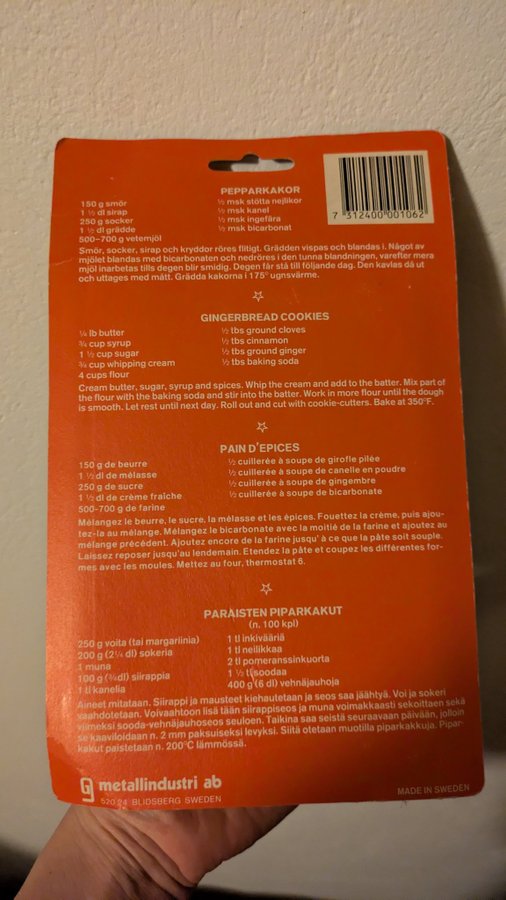 PEPPARKAKOR
150 g smör
1 ½ dl sirap
250 g socker
1 ½ dl grädde
500-700 g vetemjöl
½ msk stötta nejlikor
½ msk kanel
½ msk ingefära
½ msk bicarbonat
Smör, socker, sirap och kryddor röres flitigt. Grädden vispas och blandas i. Något av
mjölet blandas med bicarbonaten och nedröres i den tunna blandningen, varefter mera
mjöl inarbetas tills degen blir smidig. Degen får stå till följande dag. Den kavlas då ut
och uttages med mått. Grädda kakorna i 175° ugnsvärme.
7 312400 001062
GINGERBREAD COOKIES
¼ lb butter
¾ cup syrup
1 ½ cup sugar
¾ cup whipping cream
4 cups flour
½ tbs ground cloves
½ tbs cinnamon
½ tbs ground ginger
½ tbs baking soda
Cream butter, sugar, syrup and spices. Whip the cream and add to the batter. Mix part of
the flour with the baking soda and stir into the batter. Work in more flour until the dough
is smooth. Let rest until next day. Roll out and cut with cookie-cutters. Bake at 350°F.
PAIN D'EPICES
150 g de beurre
1 ½ dl de mélasse
250 g de sucre
1 ½ dl de crème fraîche
500-700 g de farine
½ cuillerée à soupe de girofle pilée
½ cuillerée à soupe de canelle en poudre
½ cuillerée à soupe de gingembre
½ cuillerée à soupe de bicarbonate
Mélangez le beurre, le sucre, la mélasse et les épices. Fouettez la crème, puis ajou-
tez-la au mélange. Mélangez le bicarbonate avec la moitié de la farine et ajoutez au
mélange précédent. Ajoutez encore de la farine jusqu' à ce que la pâte soit souple.
Laissez reposer jusqu'au lendemain. Etendez la pâte et coupez les différentes for-
mes avec les moules. Mettez au four, thermostat 6.
PARAISTEN PIPARKAKUT
(n. 100 kpl)
250 g voita (tai margariinia)
200 g (2¼ dl) sokeria
1 muna
100 g (¾dl) siirappia
1 tl kanelia
1 tl inkivääriä
1 tl neilikkaa
2 tl pomeranssinkuorta
1 ½ tl soodaa
400 g (6 dl) vehnäjauhoja
Aineet mitataan. Siirappi ja mausteet kiehautetaan ja seos saa jäähtyä. Voi ja sokeri
vaahdotetaan. Voivaahtoon lisätään siirappiseos ja muna voimakkaasti sekoittaen sekä
viimeksi sooda-vehnäjauhoseos seuloen. Taikina saa seistä seuraavaan päivään, jolloin
se kaaviloidaan n. 2 mm paksuiseksi levyksi. Siitä otetaan muotilla piparkakkuja. Pipar-
kakut paistetaan n. 200°C lämmössä.
metallindustri ab
520 24 BLIDSBERG SWEDEN
MADE IN SWEDEN